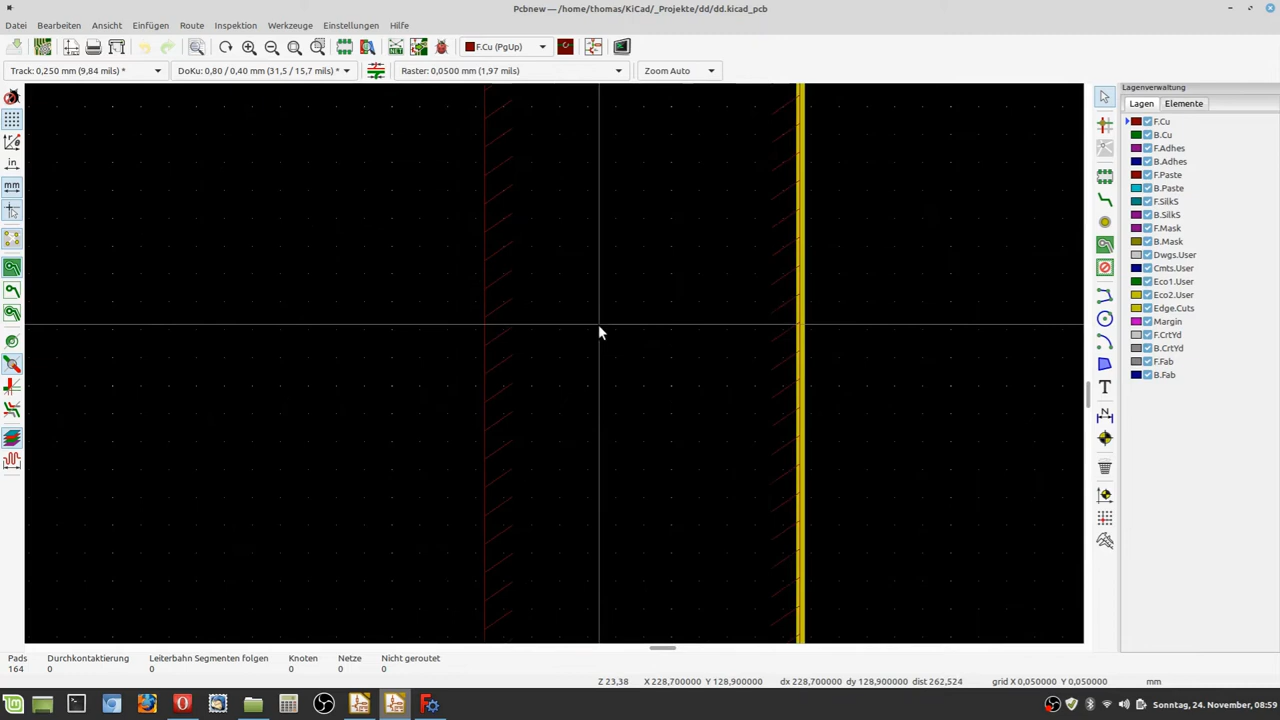 Pcbnew — /home/thomas/KiCad/_Projekte/dd/dd.kicad_pcb
Datei Bearbeiten Ansicht Einfügen Route Inspektion Werkzeuge Einstellungen Hilfe
F.Cu (PgUp)
Track: 0,250 mm (9,84 mils) * DoKu: 0,80 / 0,40 mm (31,5 / 15,7 mils) * Raster: 0,0500 mm (1,97 mils) Zoom Auto
Lagenverwaltung
Lagen Elemente
F.Cu
B.Cu
F.Adhes
B.Adhes
F.Paste
B.Paste
F.SilkS
B.SilkS
F.Mask
B.Mask
Dwgs.User
Cmts.User
Eco1.User
Eco2.User
Edge.Cuts
Margin
F.CrtYd
B.CrtYd
F.Fab
B.Fab
in
mm
T
N
Pads Durchkontaktierung Leiterbahn Segmenten folgen Knoten Netze Nicht geroutet
164 0 0 0 0 0
Z 23,38 X 228,700000 Y 128,900000 dx 228,700000 dy 128,900000 dist 262,524 grid X 0,050000 Y 0,050000 mm
Sonntag, 24. November, 08:59